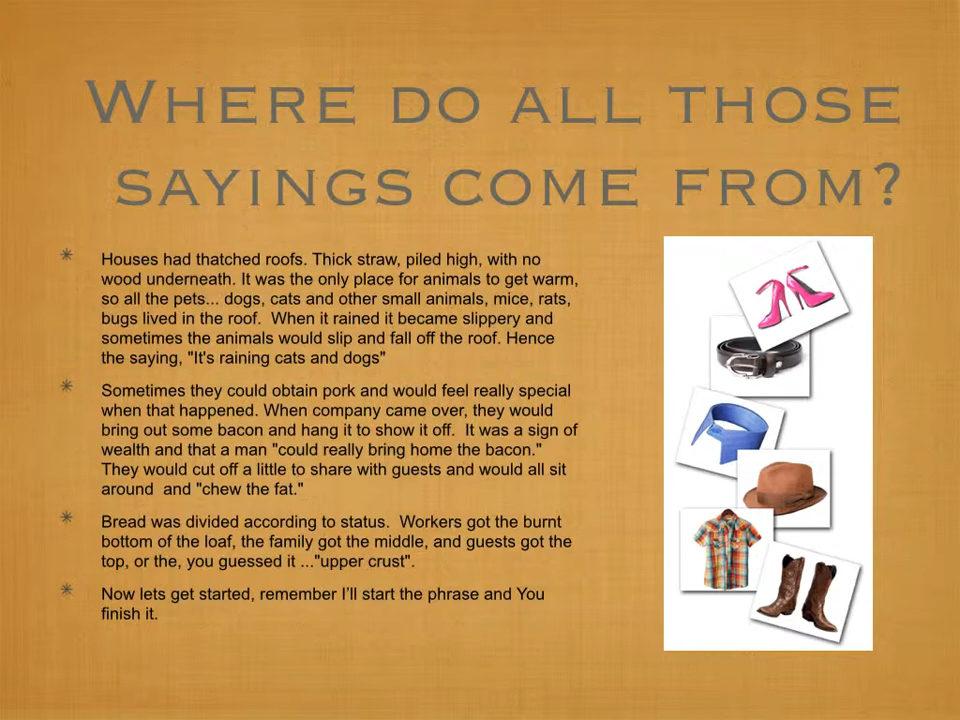 WHERE DO ALL THOSE
SAYINGS COME FROM?
Houses had thatched roofs. Thick straw, piled high, with no
wood underneath. It was the only place for animals to get warm,
so all the pets... dogs, cats and other small animals, mice, rats,
bugs lived in the roof.  When it rained it became slippery and
sometimes the animals would slip and fall off the roof. Hence
the saying, "It's raining cats and dogs"
Sometimes they could obtain pork and would feel really special
when that happened. When company came over, they would
bring out some bacon and hang it to show it off.  It was a sign of
wealth and that a man "could really bring home the bacon."
They would cut off a little to share with guests and would all sit
around  and "chew the fat."
Bread was divided according to status.  Workers got the burnt
bottom of the loaf, the family got the middle, and guests got the
top, or the, you guessed it ..."upper crust".
Now lets get started, remember I’ll start the phrase and You
finish it.